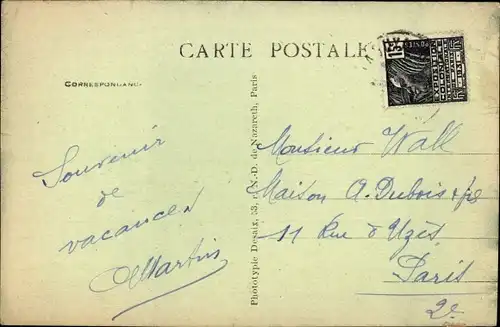 CARTE POSTALE
CORRESPONDANCE
Souvenir
de
vacances
Martin
Phototypie Desaix, 33, r. N.-D. de Nazareth, Paris
Monsieur Wall
Maison A. Dubois &
11 Rue d'Uzès
Paris
2e